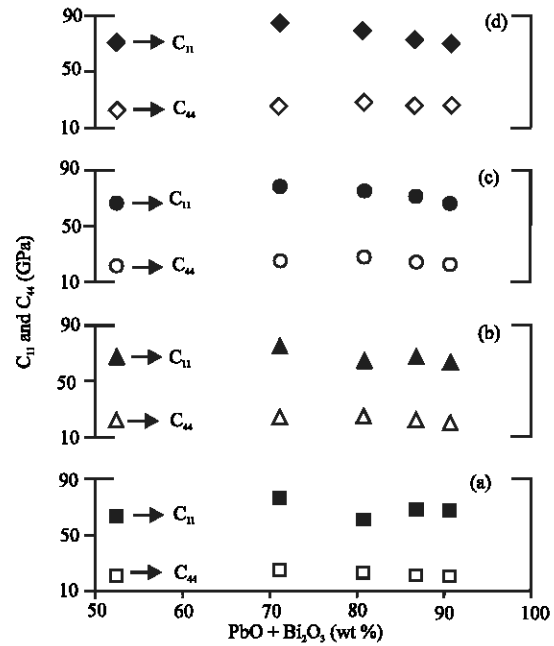 90 (d)
C₁₁
50
C₄₄
10
90 (c)
C₁₁
50
C₄₄
10
90 (b)
C₁₁
50
C₄₄
10
90 (a)
C₁₁
50
C₄₄
10
50 60 70 80 90 100
PbO + Bi₂O₃ (wt %)
C₁₁ and C₄₄ (GPa)